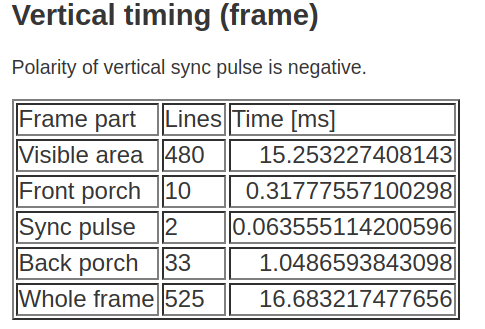 Vertical timing (frame)
Polarity of vertical sync pulse is negative.
Frame part Lines Time [ms]
Visible area 480 15.253227408143
Front porch 10 0.31777557100298
Sync pulse 2 0.063555114200596
Back porch 33 1.0486593843098
Whole frame 525 16.683217477656